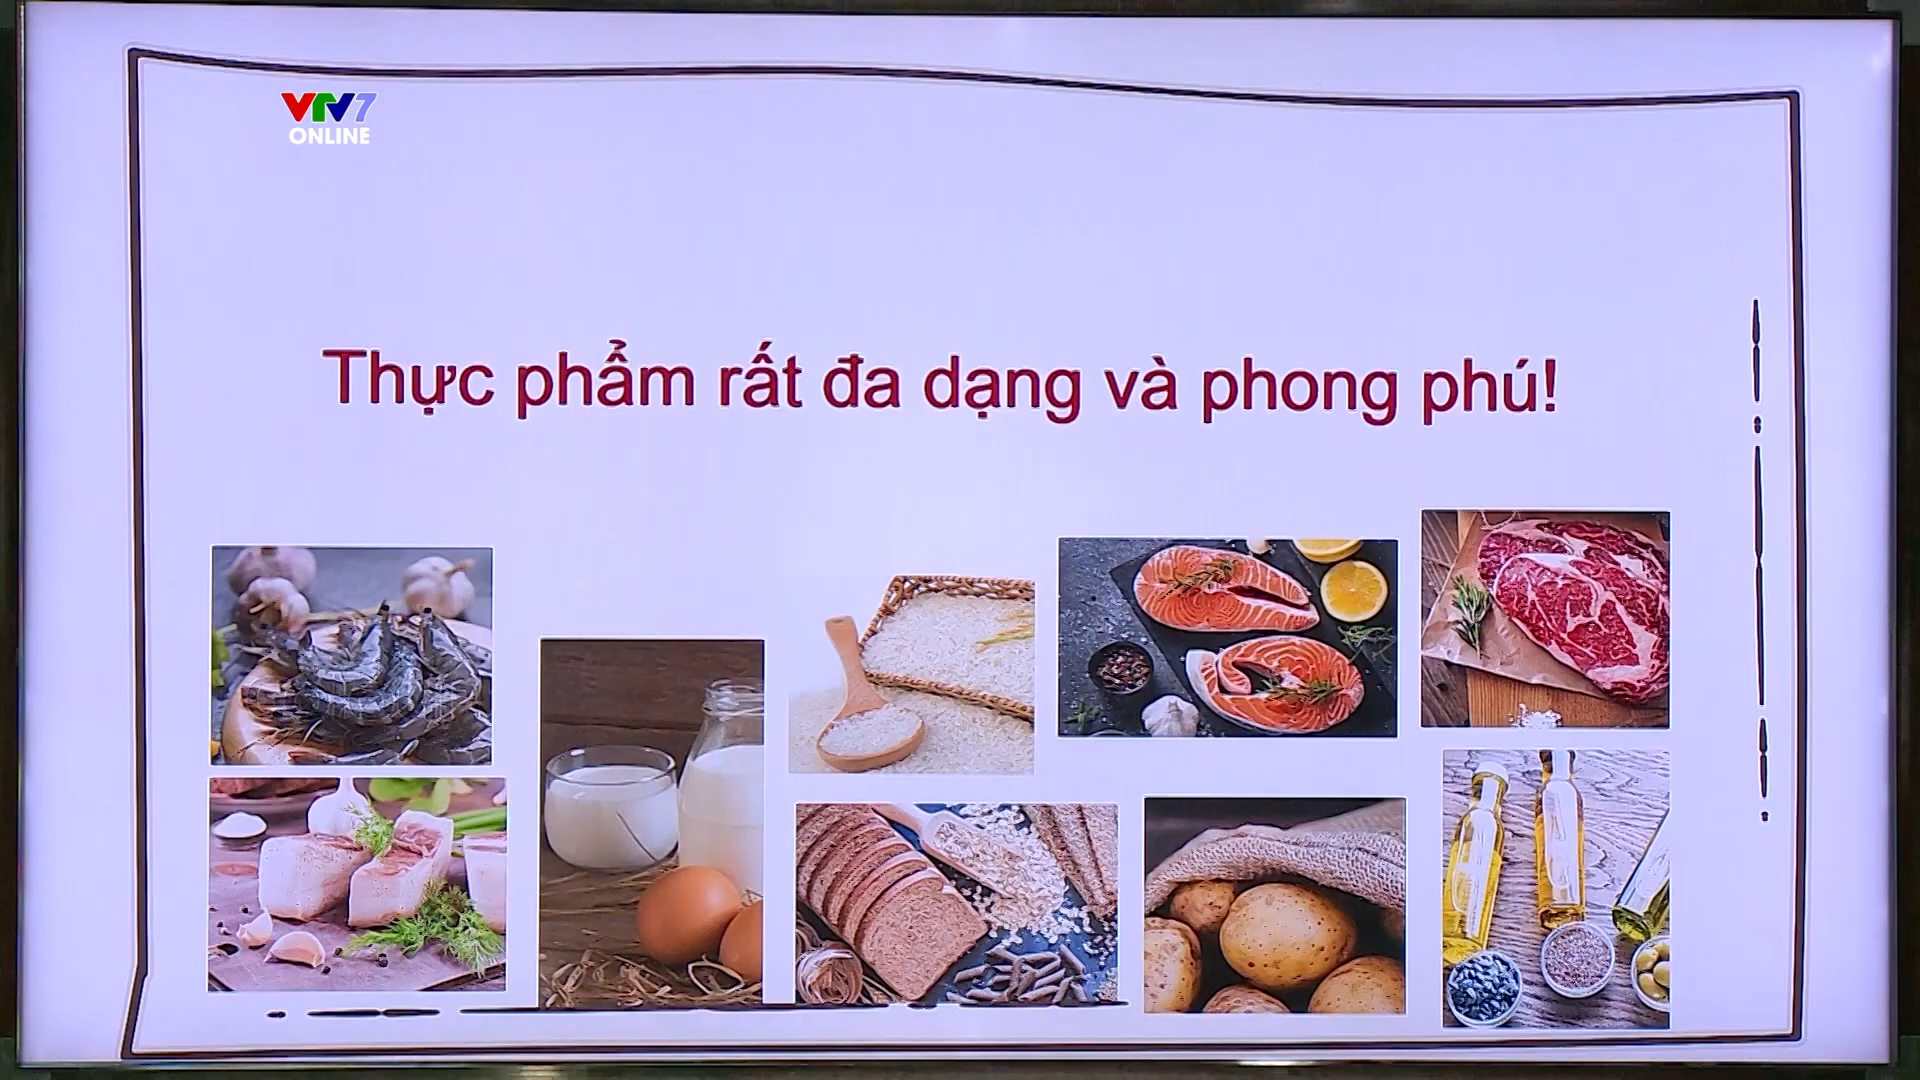 VTV7
ONLINE
Thực phẩm rất đa dạng và phong phú!